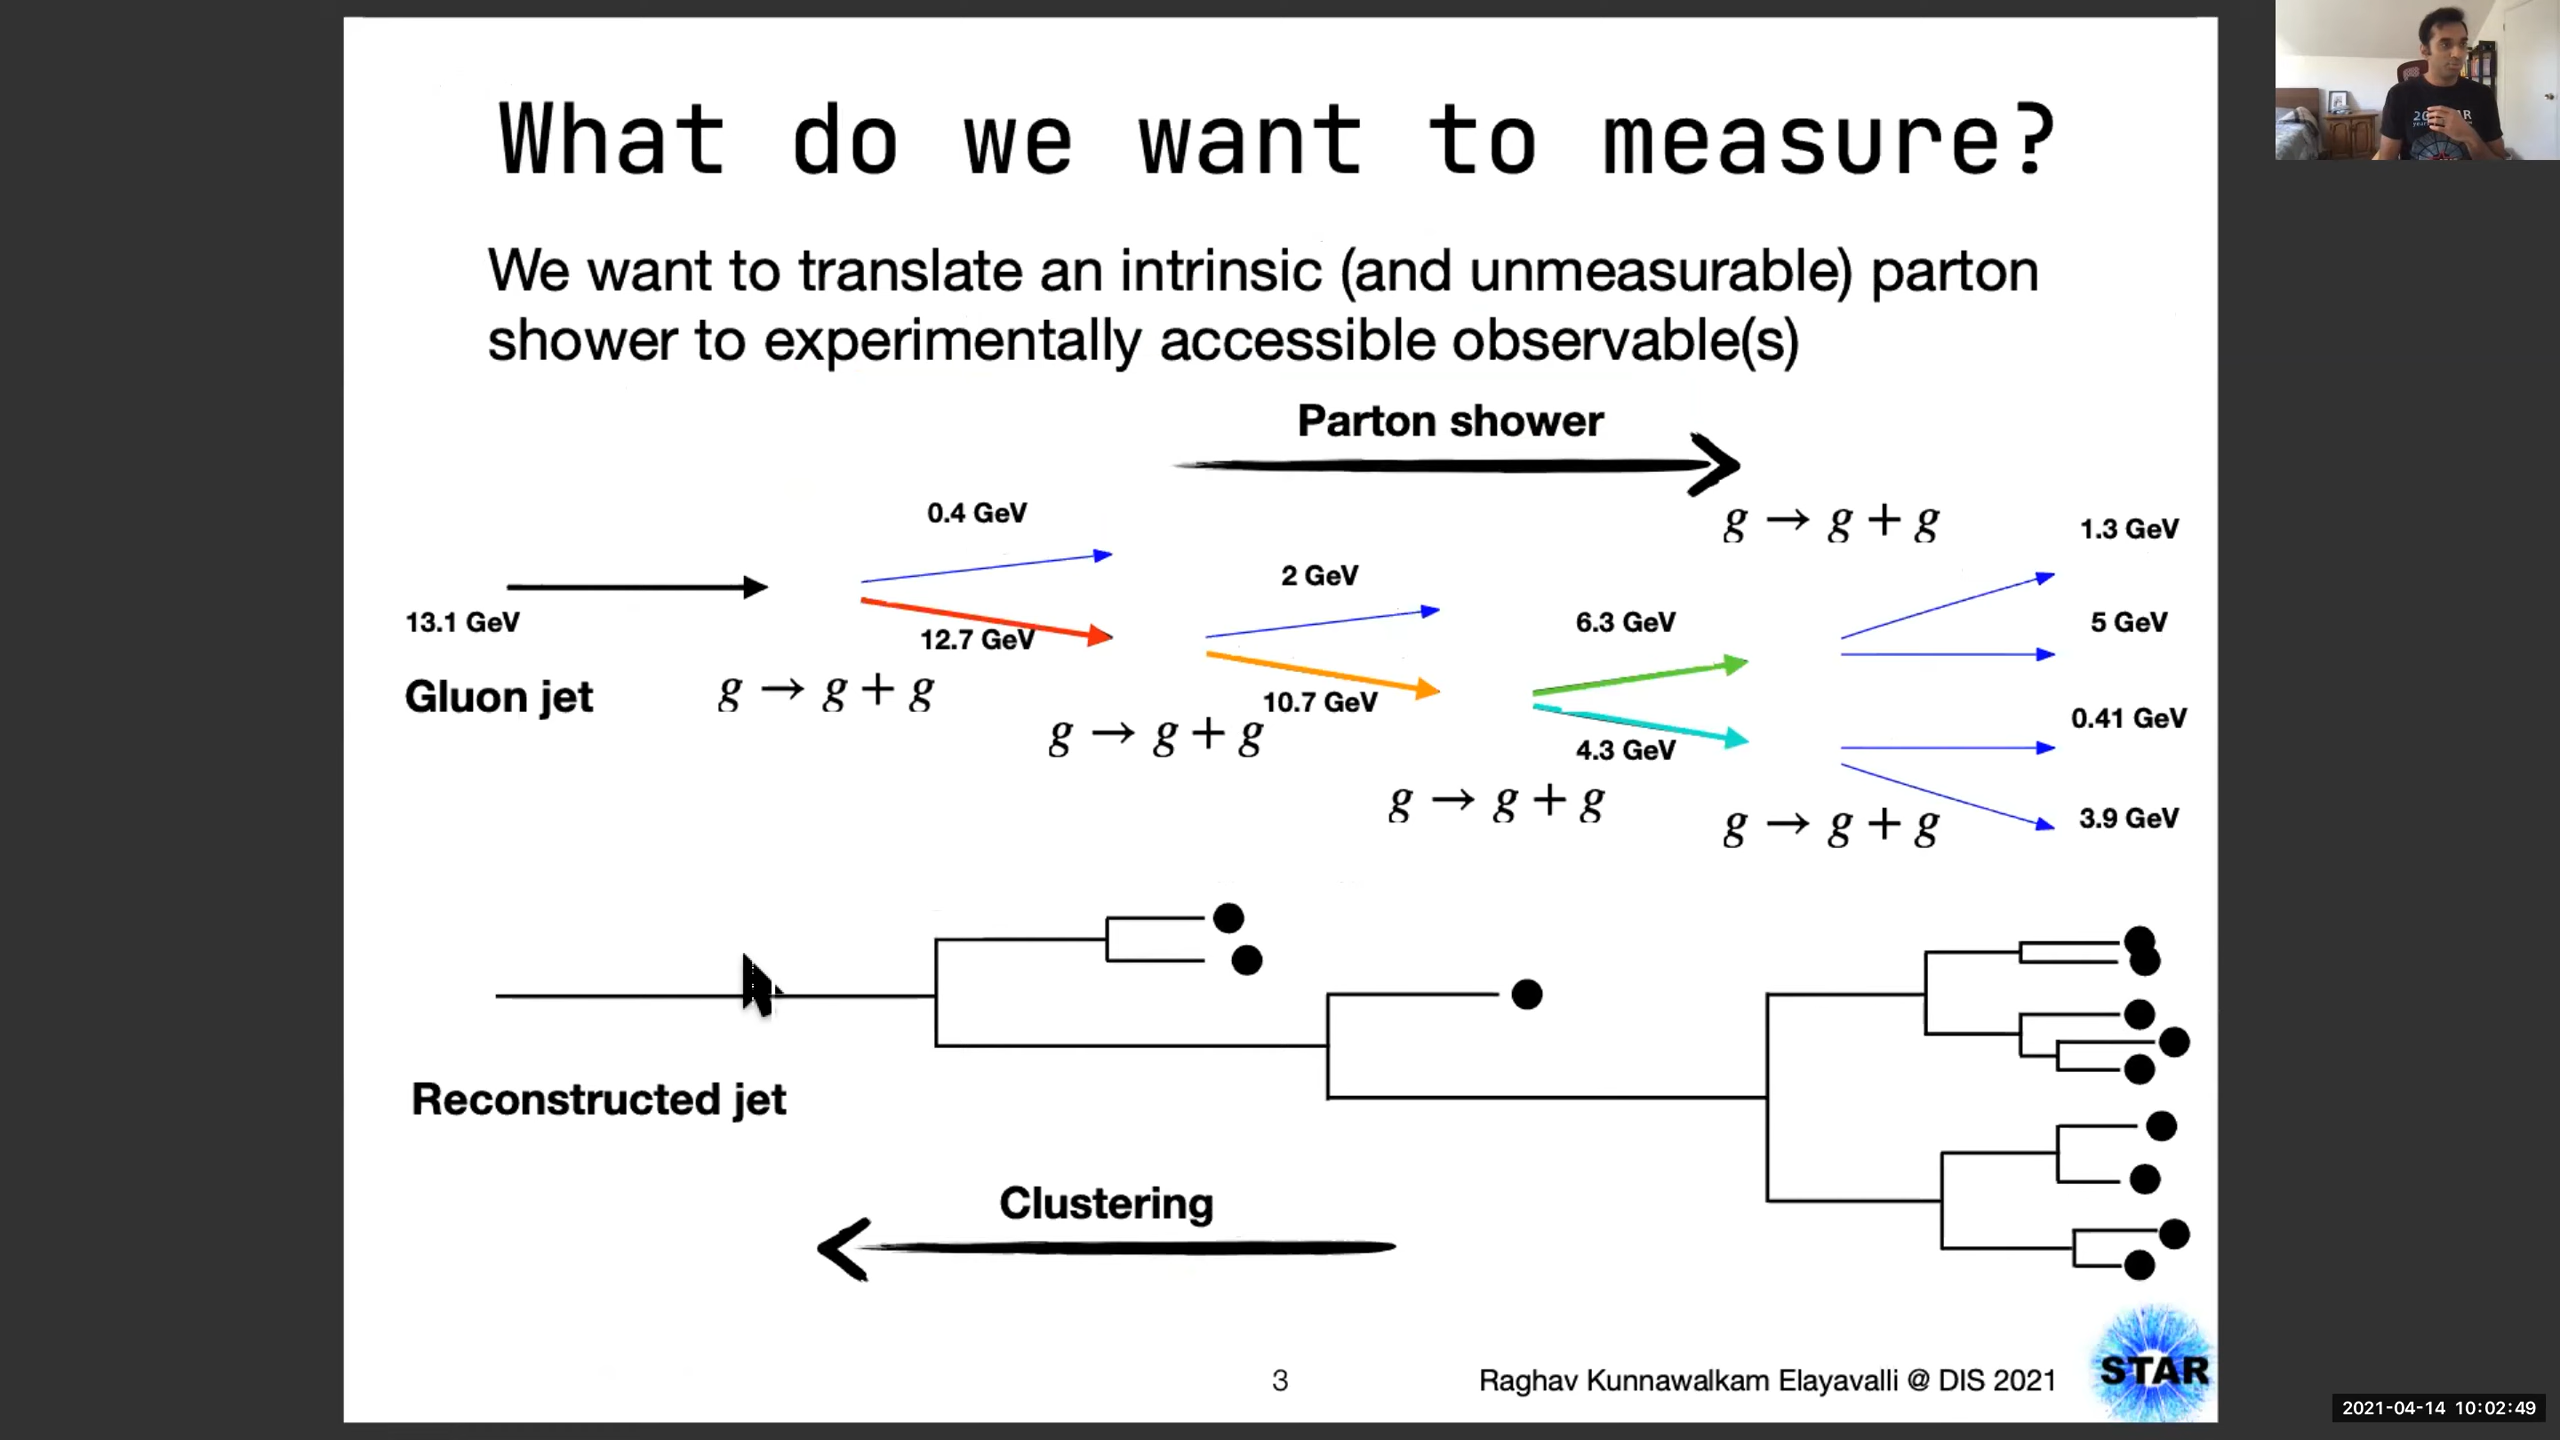 What do we want to measure?
We want to translate an intrinsic (and unmeasurable) parton
shower to experimentally accessible observable(s)
Parton shower
0.4 GeV
g → g + g
1.3 GeV
2 GeV
13.1 GeV
12.7 GeV
6.3 GeV
5 GeV
Gluon jet
g → g + g
10.7 GeV
0.41 GeV
g → g + g
4.3 GeV
g → g + g
g → g + g
3.9 GeV
Reconstructed jet
Clustering
3
Raghav Kunnawalkam Elayavalli @ DIS 2021
STAR
2021-04-14 10:02:49